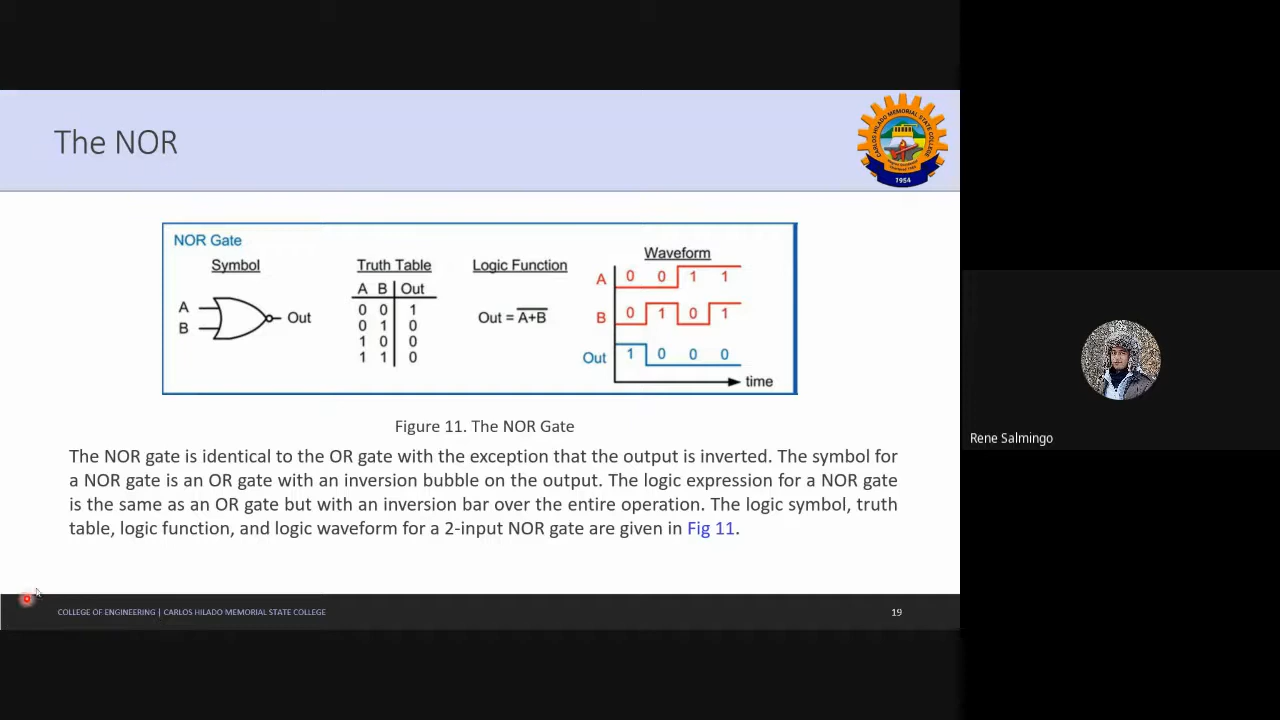 The NOR
CARLOS HILADO MEMORIAL STATE COLLEGE
1954
NOR Gate
Symbol
A
B
Out
Truth Table
A B Out
0 0 1
0 1 0
1 0 0
1 1 0
Logic Function
Out = A̅+̅B̅
Waveform
A 0 0 1 1
B 0 1 0 1
Out 1 0 0 0
time
Figure 11. The NOR Gate
The NOR gate is identical to the OR gate with the exception that the output is inverted. The symbol for
a NOR gate is an OR gate with an inversion bubble on the output. The logic expression for a NOR gate
is the same as an OR gate but with an inversion bar over the entire operation. The logic symbol, truth
table, logic function, and logic waveform for a 2-input NOR gate are given in Fig 11.
COLLEGE OF ENGINEERING | CARLOS HILADO MEMORIAL STATE COLLEGE
19
Rene Salmingo